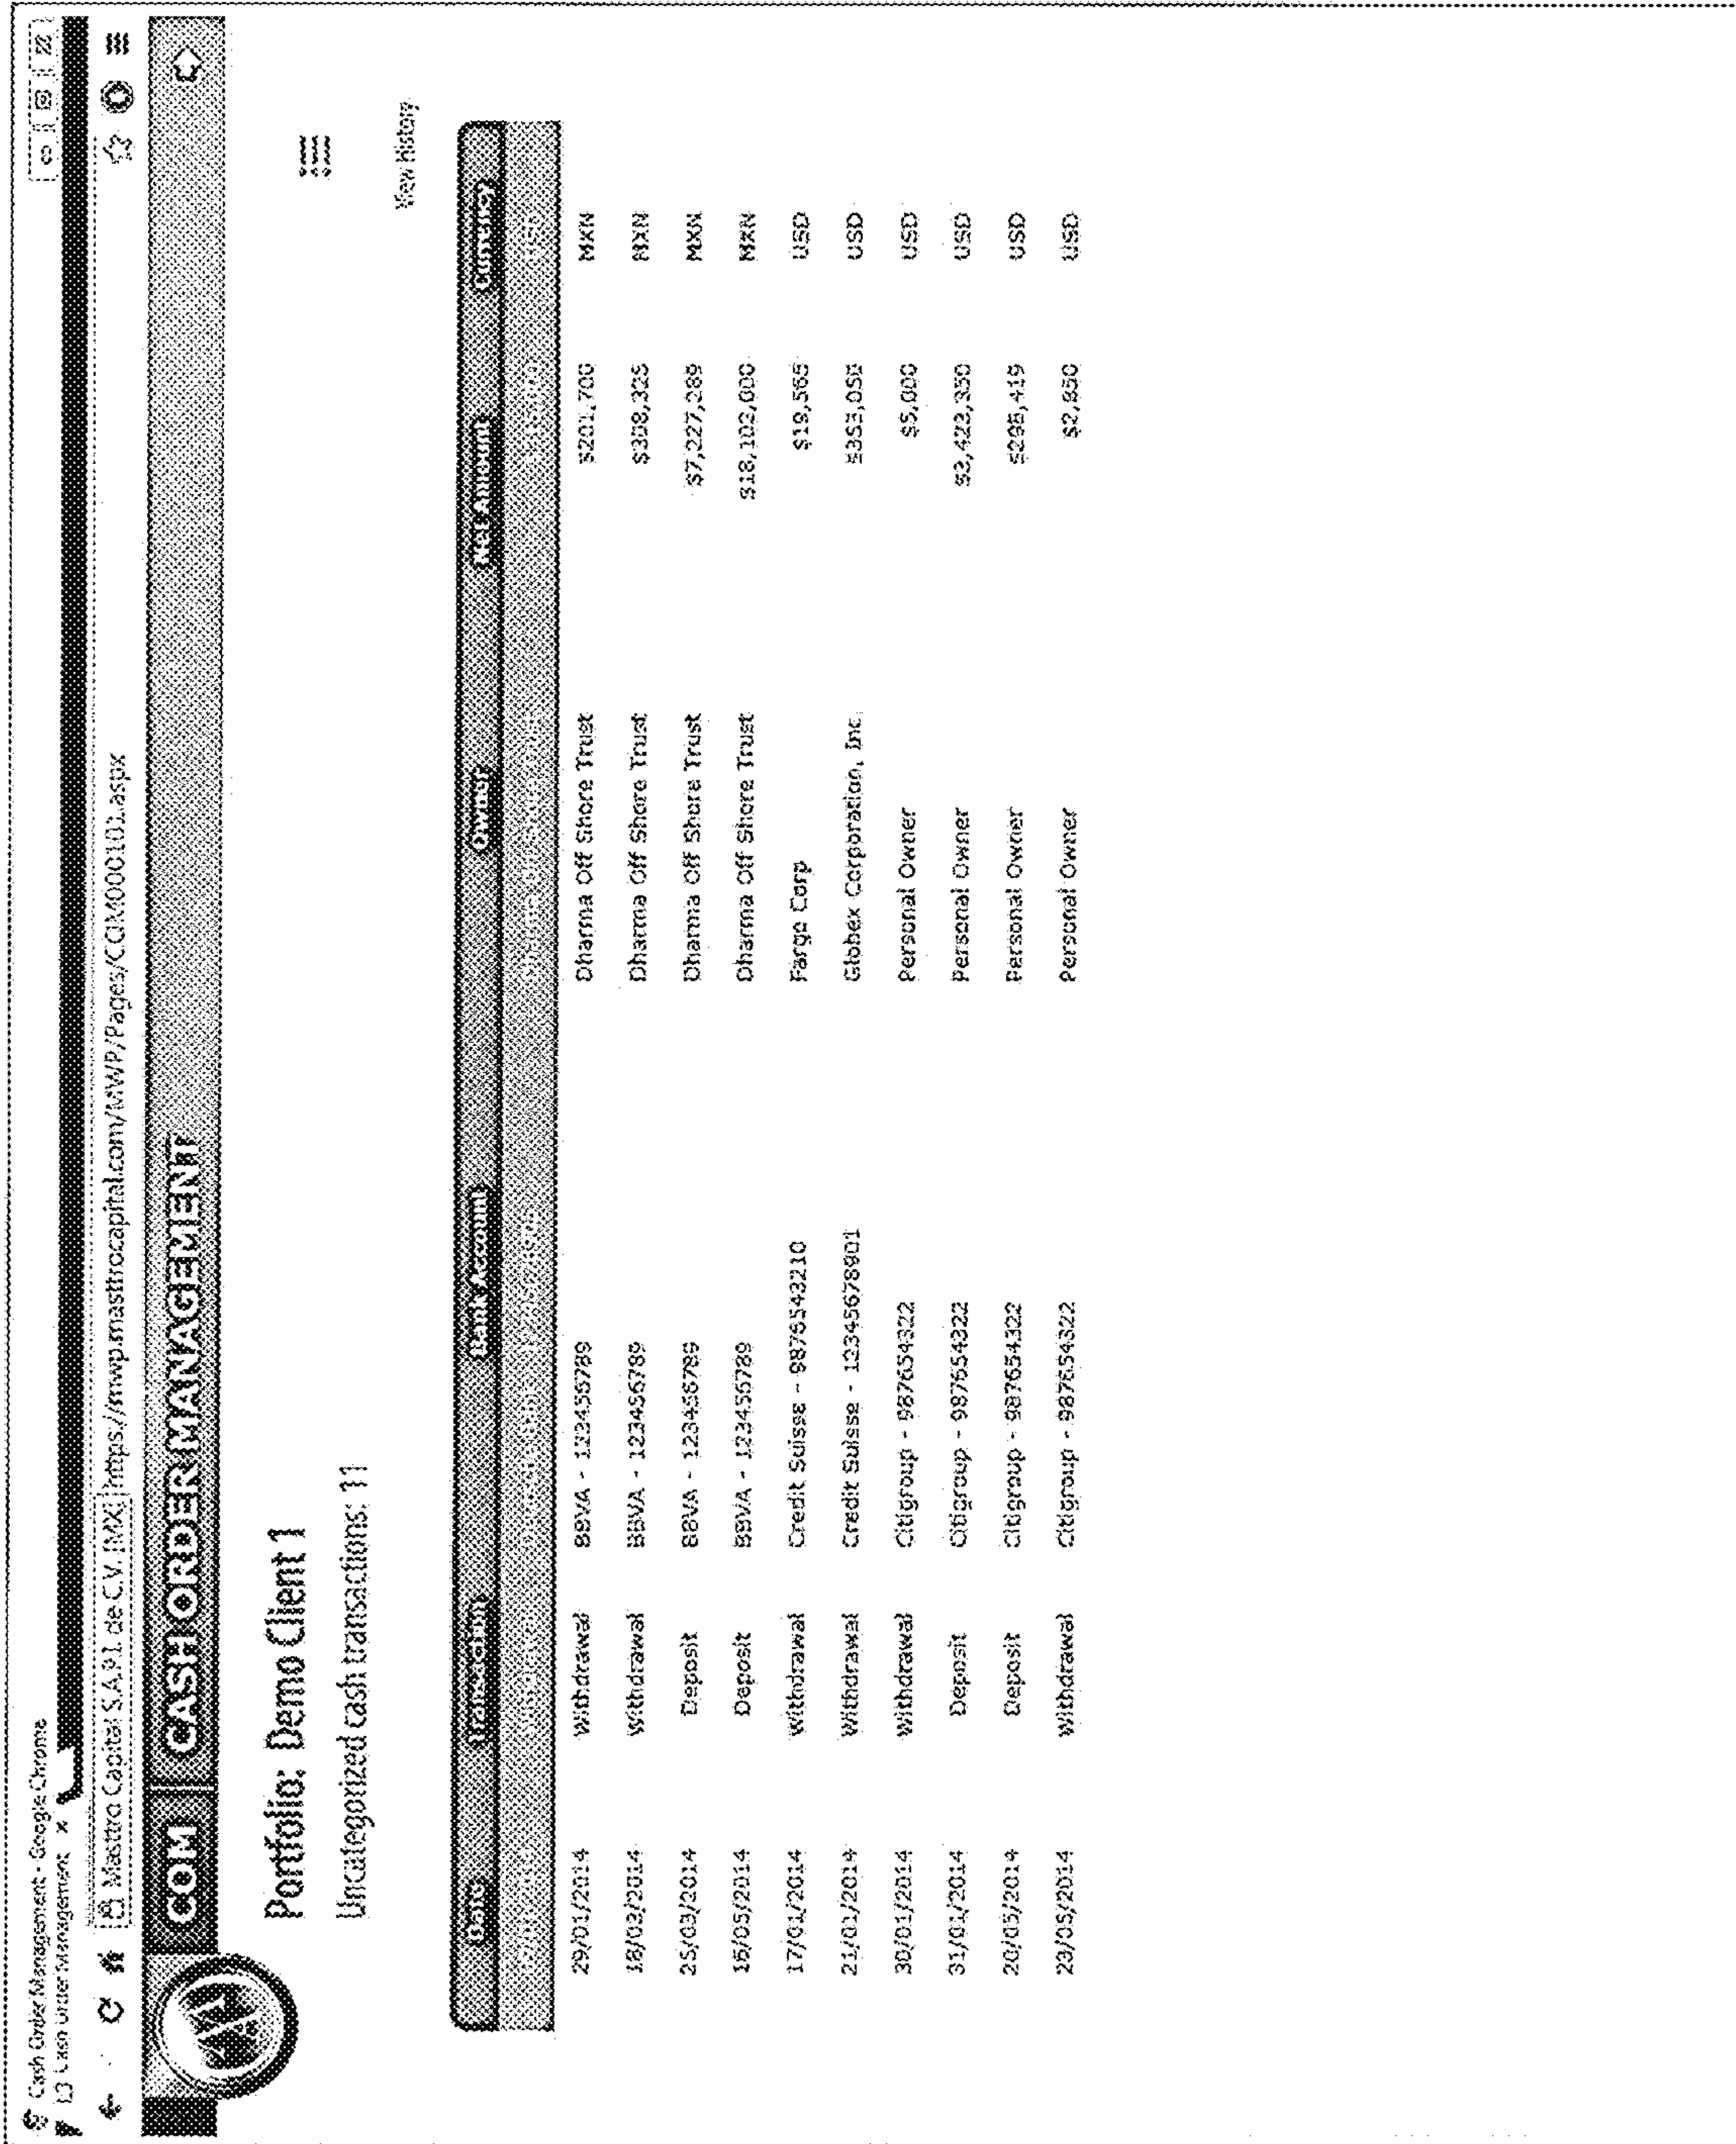 Cash Order Management - Google Chrome
Cash Order Management x
Masttro Capital S.A.P.I. de C.V. [MX] https://mwp.masttrocapital.com/MWP/Pages/COM000101.aspx
COM CASH ORDER MANAGEMENT
Portfolio: Demo Client 1
Uncategorized cash transactions: 11
View History
Date Transaction Bank Account Owner Net Amount Currency
29/01/2014 Withdrawal BBVA - 123456789 Dharma Off Shore Trust $201,700 MXN
18/03/2014 Withdrawal BBVA - 123456789 Dharma Off Shore Trust $308,325 MXN
25/03/2014 Deposit BBVA - 123456789 Dharma Off Shore Trust $7,227,289 MXN
16/05/2014 Deposit BBVA - 123456789 Dharma Off Shore Trust $18,102,000 MXN
17/01/2014 Withdrawal Credit Suisse - 9876543210 Fargo Corp $19,565 USD
21/01/2014 Withdrawal Credit Suisse - 12345678901 Globex Corporation, Inc. $353,050 USD
30/01/2014 Withdrawal Citigroup - 987654322 Personal Owner $5,000 USD
31/01/2014 Deposit Citigroup - 987654322 Personal Owner $3,423,350 USD
20/05/2014 Deposit Citigroup - 987654322 Personal Owner $295,419 USD
23/05/2014 Withdrawal Citigroup - 987654322 Personal Owner $2,850 USD